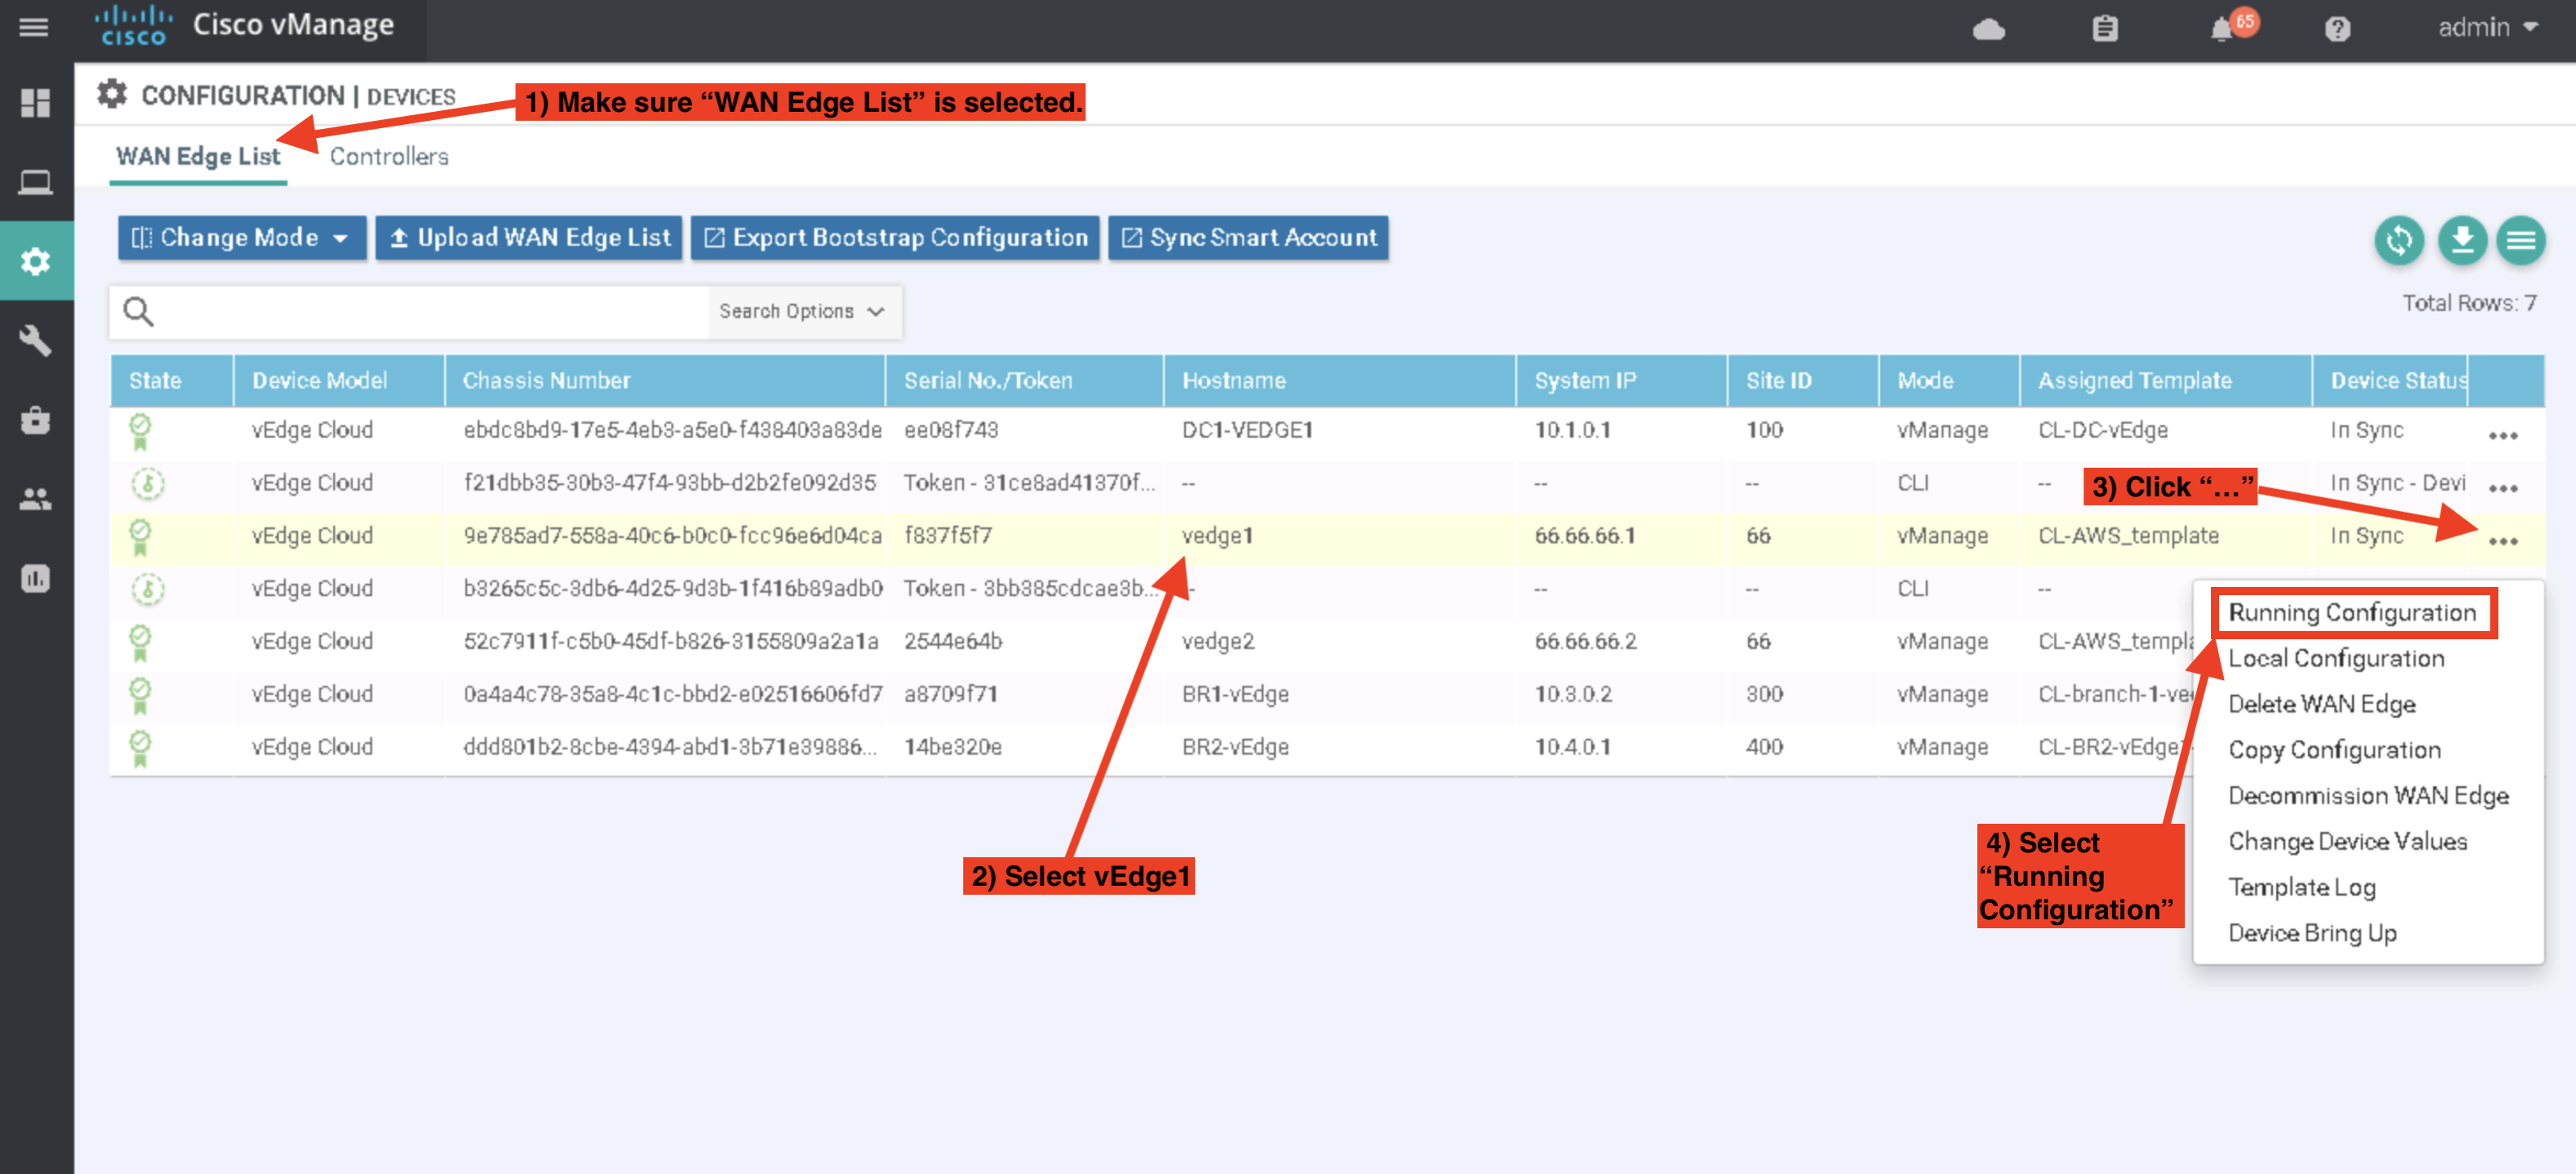 cisco Cisco vManage 65 admin
CONFIGURATION | DEVICES
1) Make sure “WAN Edge List” is selected.
WAN Edge List Controllers
Change Mode Upload WAN Edge List Export Bootstrap Configuration Sync Smart Account
Search Options
Total Rows: 7
State Device Model Chassis Number Serial No./Token Hostname System IP Site ID Mode Assigned Template Device Status
vEdge Cloud ebdc8bd9-17e5-4eb3-a5e0-f438403a83de ee08f743 DC1-VEDGE1 10.1.0.1 100 vManage CL-DC-vEdge In Sync ...
vEdge Cloud f21dbb35-30b3-47f4-93bb-d2b2fe092d35 Token - 31ce8ad41370f... -- -- -- CLI -- In Sync - Devi ...
3) Click “...”
vEdge Cloud 9e785ad7-558a-40c6-b0c0-fcc96e6d04ca f837f5f7 vedge1 66.66.66.1 66 vManage CL-AWS_template In Sync ...
vEdge Cloud b3265c5c-3db6-4d25-9d3b-1f416b89adb0 Token - 3bb385cdcae3b... -- -- -- CLI --
vEdge Cloud 52c7911f-c5b0-45df-b826-3155809a2a1a 2544e64b vedge2 66.66.66.2 66 vManage CL-AWS_templa
vEdge Cloud 0a4a4c78-35a8-4c1c-bbd2-e02516606fd7 a8709f71 BR1-vEdge 10.3.0.2 300 vManage CL-branch-1-ve
vEdge Cloud ddd801b2-8cbe-4394-abd1-3b71e39886... 14be320e BR2-vEdge 10.4.0.1 400 vManage CL-BR2-vEdge
Running Configuration
Local Configuration
Delete WAN Edge
Copy Configuration
Decommission WAN Edge
Change Device Values
Template Log
Device Bring Up
2) Select vEdge1
4) Select
“Running
Configuration”